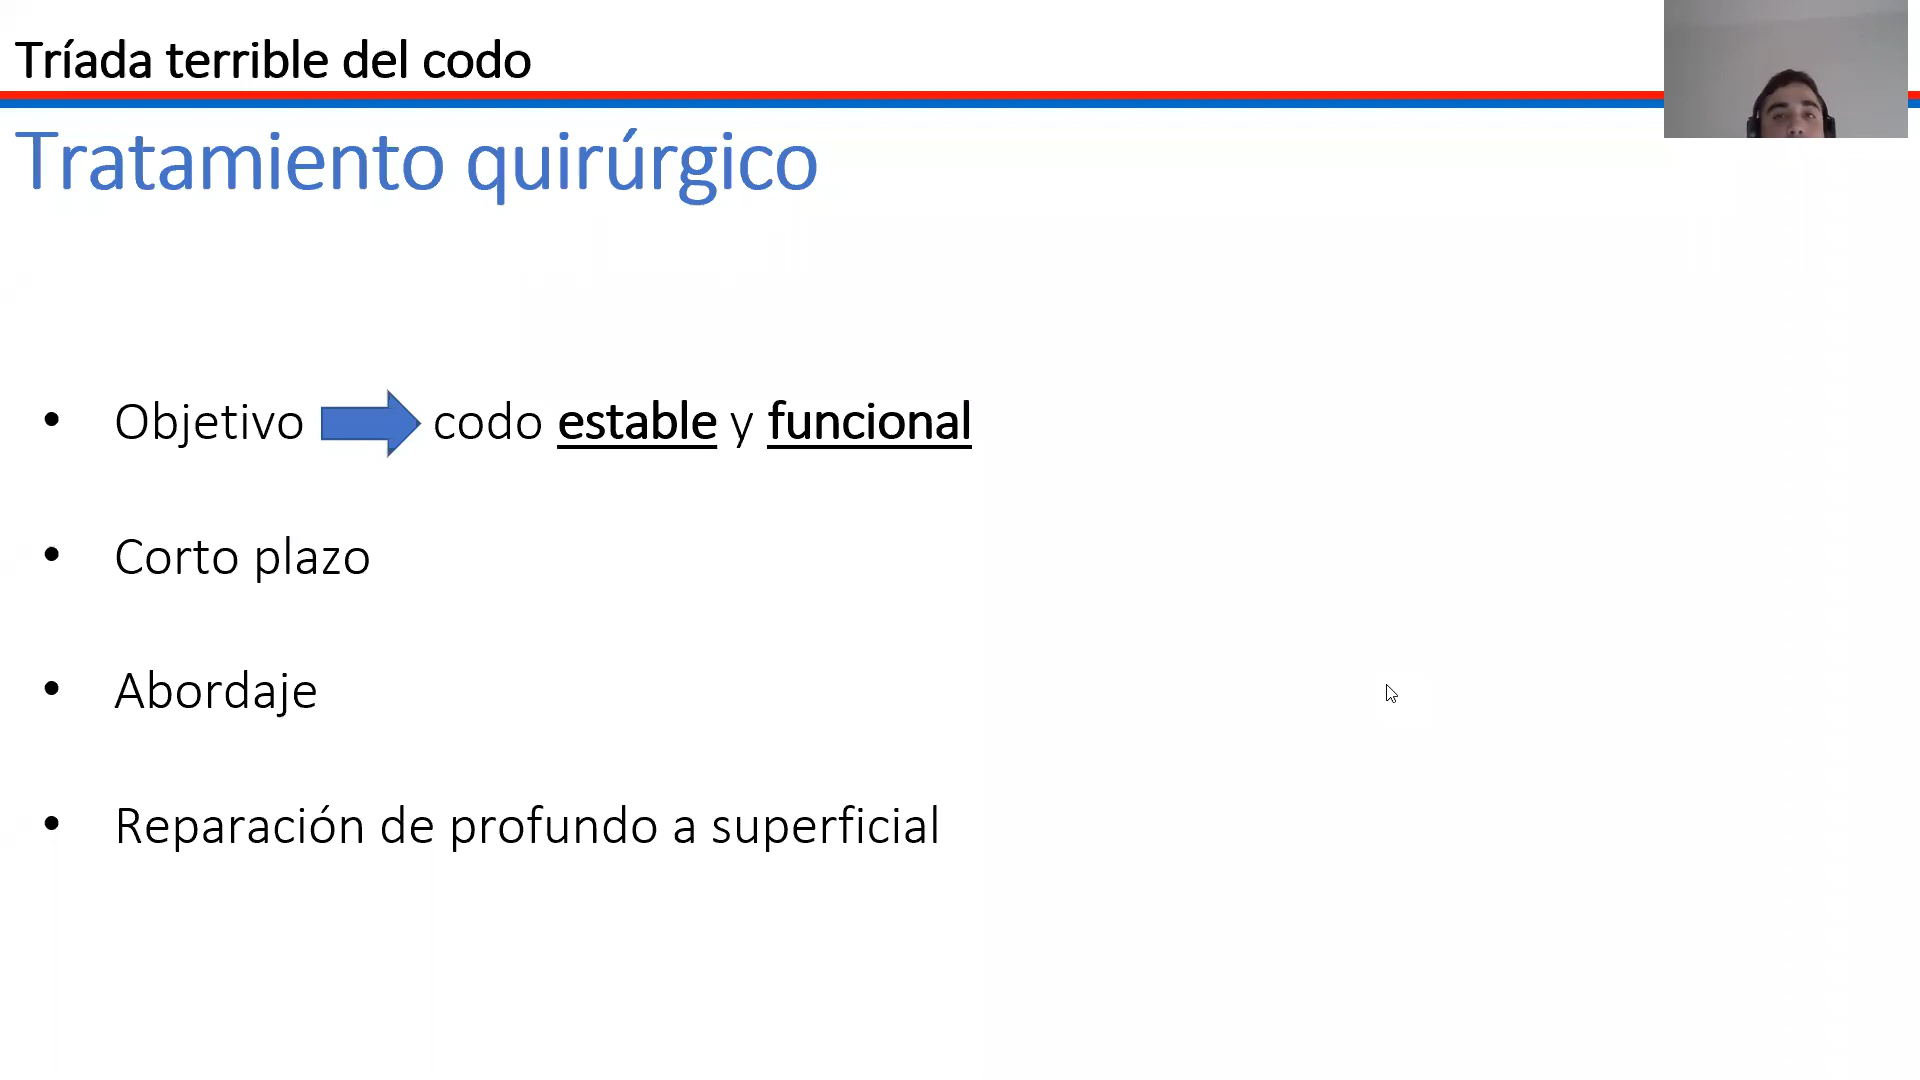 Tríada terrible del codo
Tratamiento quirúrgico
• Objetivo codo estable y funcional
• Corto plazo
• Abordaje
• Reparación de profundo a superficial